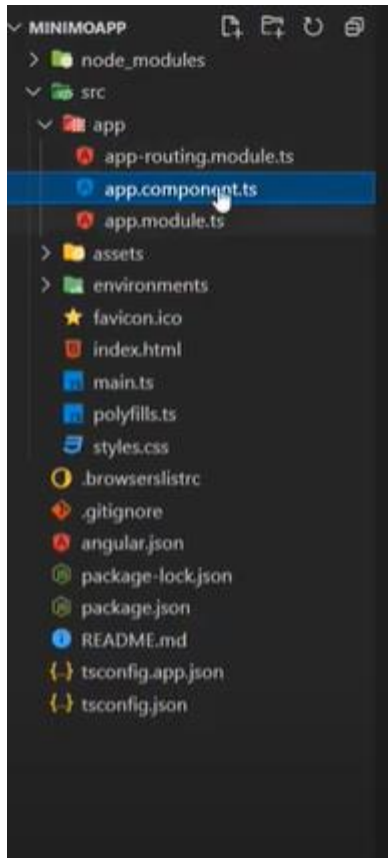 MINIMOAPP
node_modules
src
app
app-routing.module.ts
app.component.ts
app.module.ts
assets
environments
favicon.ico
index.html
main.ts
polyfills.ts
styles.css
.browserslistrc
.gitignore
angular.json
package-lock.json
package.json
README.md
tsconfig.app.json
tsconfig.json